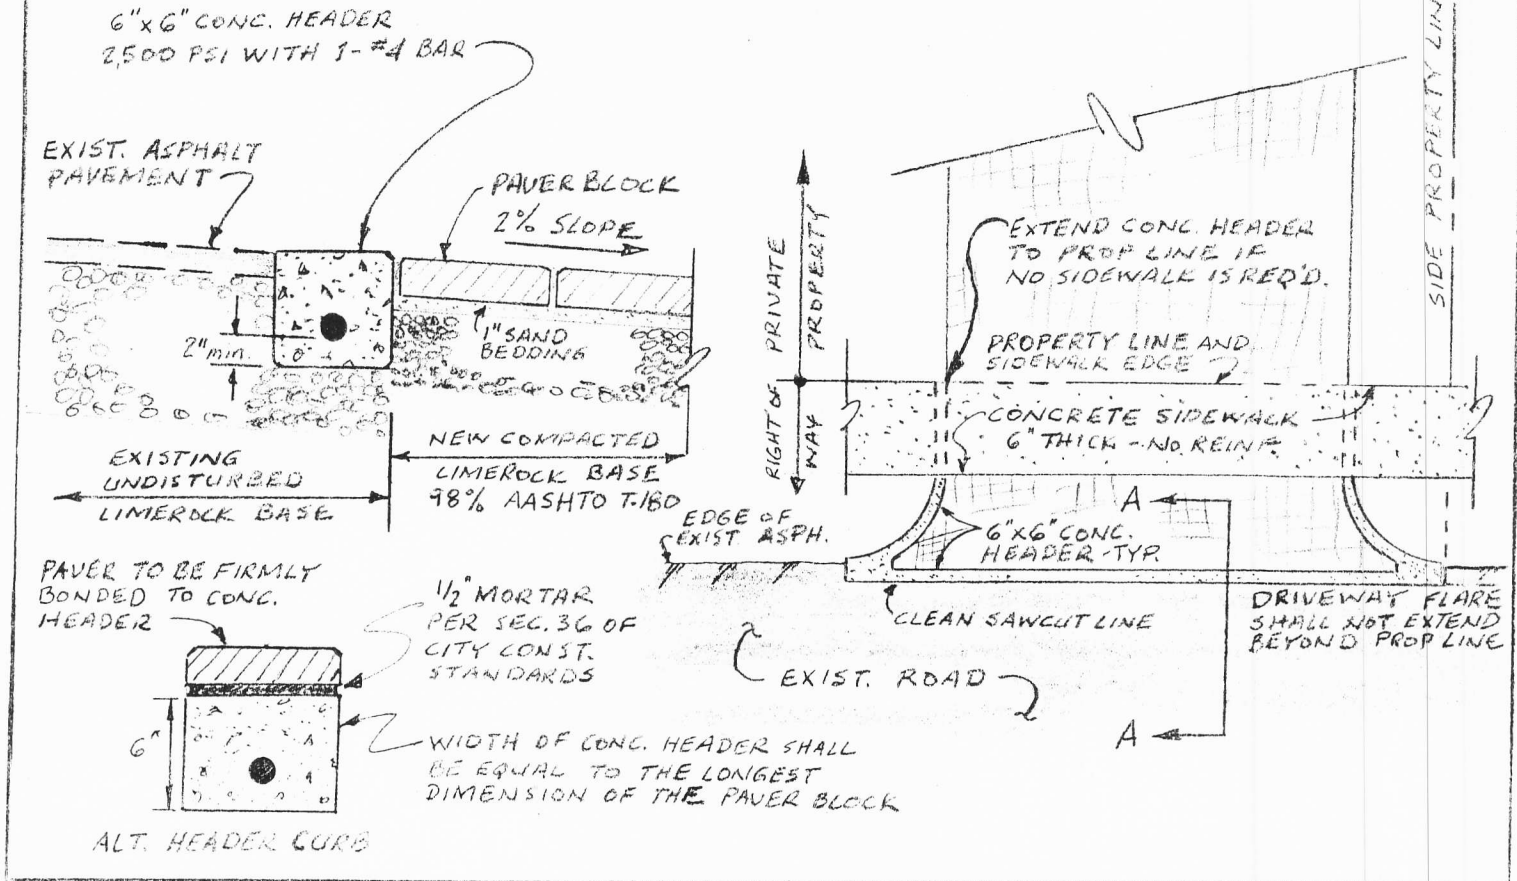 6"x6" CONC. HEADER
2,500 PSI WITH 1-#4 BAR
EXIST. ASPHALT
PAVEMENT
PAVER BLOCK
2% SLOPE
2" min.
1" SAND
BEDDING
EXISTING
UNDISTURBED
LIMEROCK BASE
NEW COMPACTED
LIMEROCK BASE
98% AASHTO T-180
PAVER TO BE FIRMLY
BONDED TO CONC.
HEADER
1/2" MORTAR
PER SEC. 36 OF
CITY CONST.
STANDARDS
6"
WIDTH OF CONC. HEADER SHALL
BE EQUAL TO THE LONGEST
DIMENSION OF THE PAVER BLOCK
ALT. HEADER CURB
PRIVATE
PROPERTY
RIGHT OF
WAY
EXTEND CONC. HEADER
TO PROP LINE IF
NO SIDEWALK IS REQ'D.
PROPERTY LINE AND
SIDEWALK EDGE
CONCRETE SIDEWALK
6" THICK - NO REINF
SIDE PROPERTY LIN
EDGE OF
EXIST. ASPH.
6"x6" CONC.
HEADER-TYP.
A
CLEAN SAWCUT LINE
DRIVEWAY FLARE
SHALL NOT EXTEND
BEYOND PROP LINE
EXIST. ROAD
A